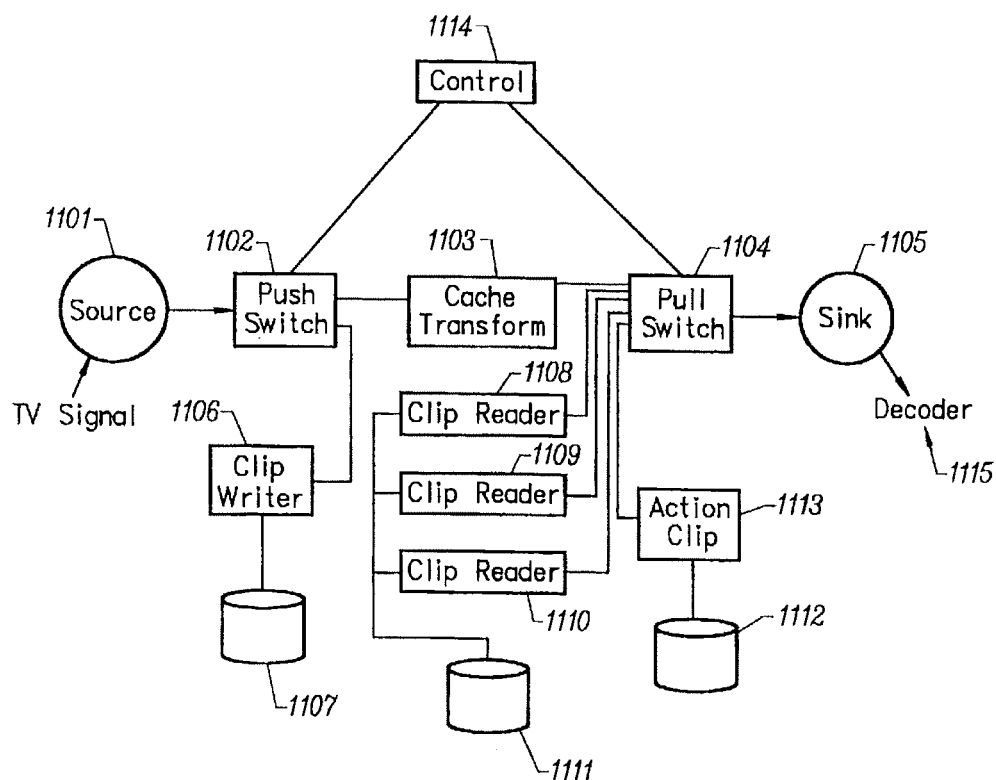 1114
Control
1101
1102
1103
1104
1105
Source
Push
Switch
Cache
Transform
Pull
Switch
Sink
TV Signal
1106
1108
Clip Reader
Decoder
1109
1115
Clip
Writer
Clip Reader
Action
Clip
1113
Clip Reader
1110
1112
1107
1111